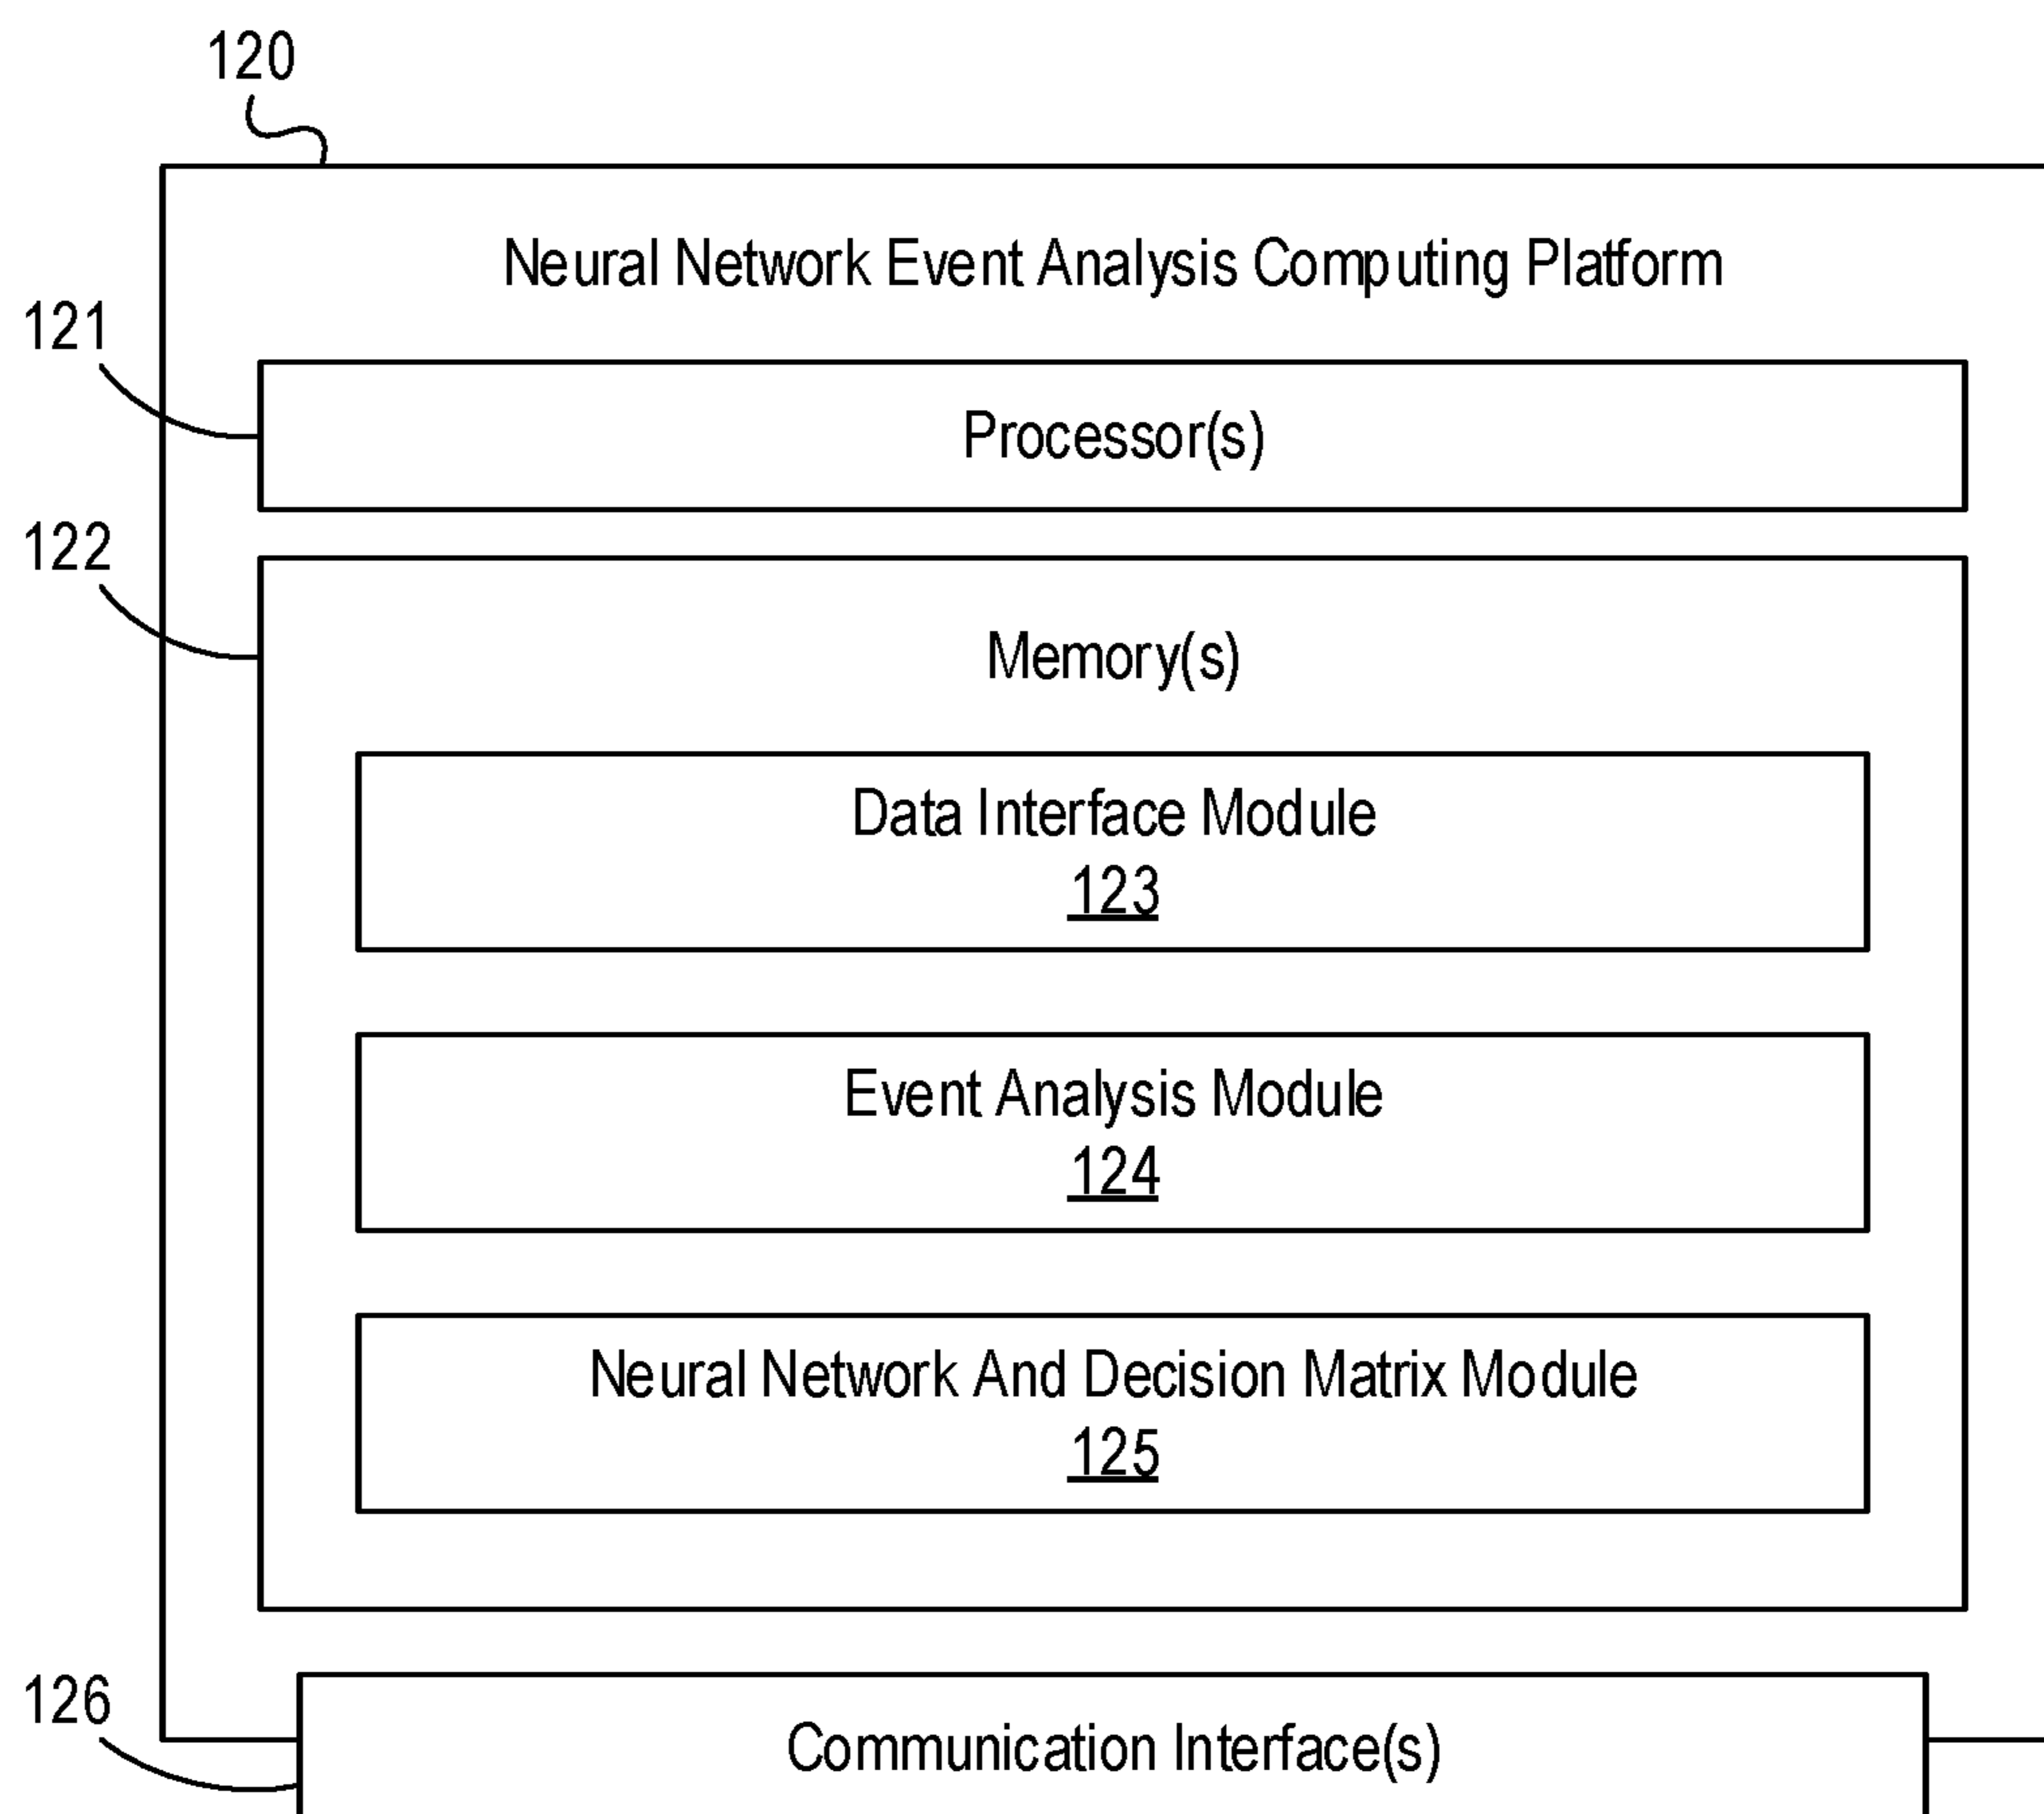 120
Neural Network Event Analysis Computing Platform
121
Processor(s)
122
Memory(s)
Data Interface Module
123
Event Analysis Module
124
Neural Network And Decision Matrix Module
125
126
Communication Interface(s)